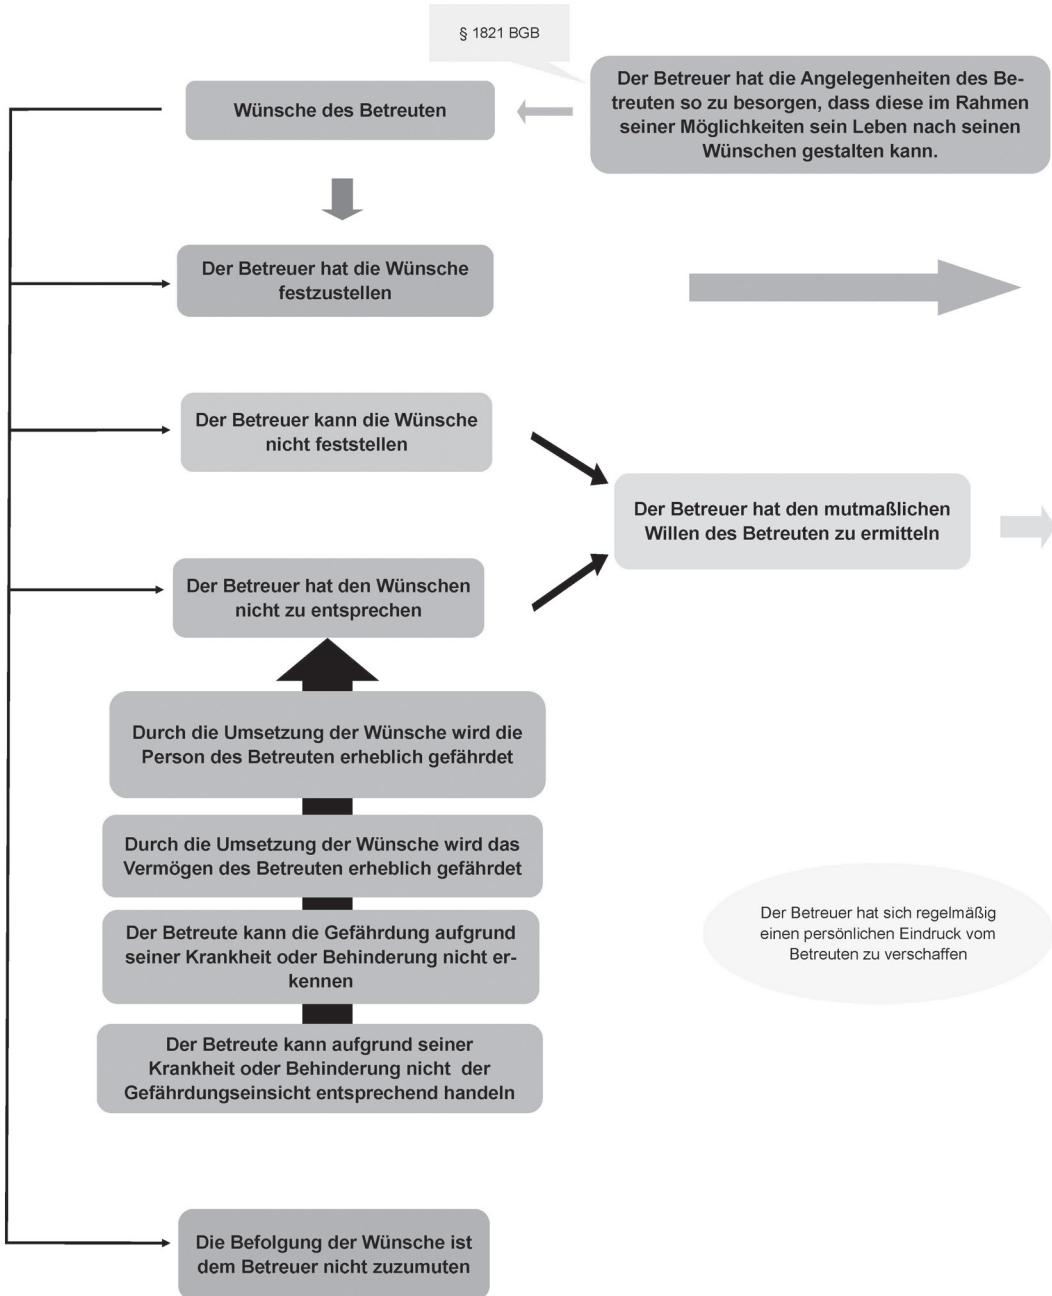 § 1821 BGB
Der Betreuer hat die Angelegenheiten des Be-
treuten so zu besorgen, dass diese im Rahmen
seiner Möglichkeiten sein Leben nach seinen
Wünschen gestalten kann.
Wünsche des Betreuten
Der Betreuer hat die Wünsche
festzustellen
Der Betreuer kann die Wünsche
nicht feststellen
Der Betreuer hat den mutmaßlichen
Willen des Betreuten zu ermitteln
Der Betreuer hat den Wünschen
nicht zu entsprechen
Durch die Umsetzung der Wünsche wird die
Person des Betreuten erheblich gefährdet
Durch die Umsetzung der Wünsche wird das
Vermögen des Betreuten erheblich gefährdet
Der Betreute kann die Gefährdung aufgrund
seiner Krankheit oder Behinderung nicht er-
kennen
Der Betreuer hat sich regelmäßig
einen persönlichen Eindruck vom
Betreuten zu verschaffen
Der Betreute kann aufgrund seiner
Krankheit oder Behinderung nicht der
Gefährdungseinsicht entsprechend handeln
Die Befolgung der Wünsche ist
dem Betreuer nicht zuzumuten